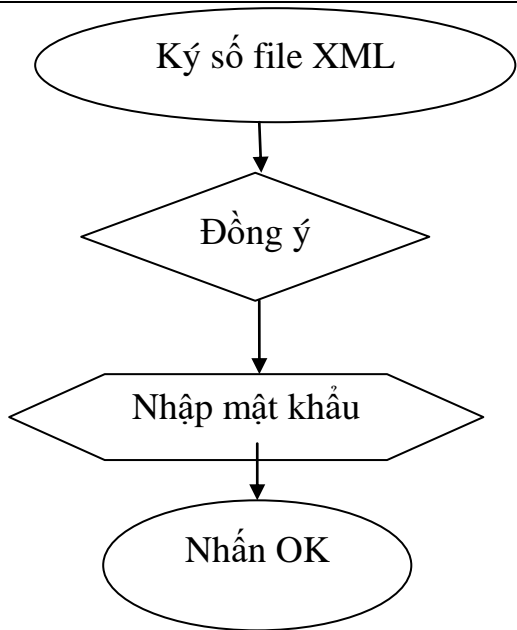 Ký số file XML
Đồng ý
Nhập mật khẩu
Nhấn OK